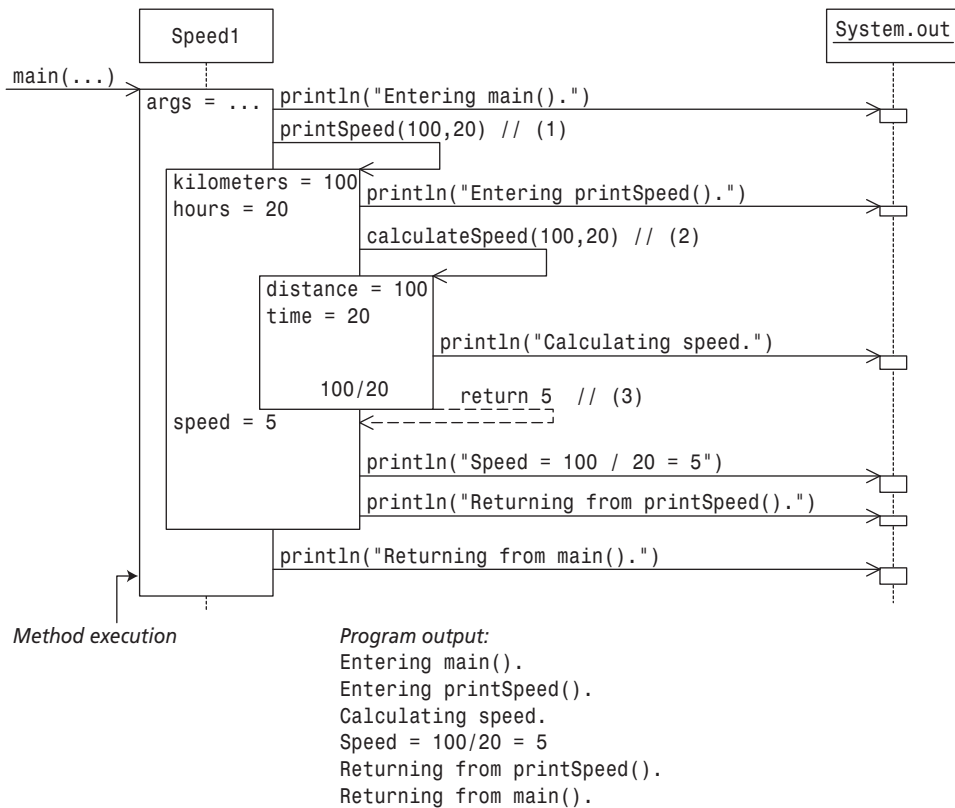 Speed1
System.out
main(...)
args = ...
println("Entering main().")
printSpeed(100,20) // (1)
kilometers = 100
hours = 20
println("Entering printSpeed().")
calculateSpeed(100,20) // (2)
distance = 100
time = 20
println("Calculating speed.")
100/20
return 5 // (3)
speed = 5
println("Speed = 100 / 20 = 5")
println("Returning from printSpeed().")
println("Returning from main().")
Method execution
Program output:
Entering main().
Entering printSpeed().
Calculating speed.
Speed = 100/20 = 5
Returning from printSpeed().
Returning from main().